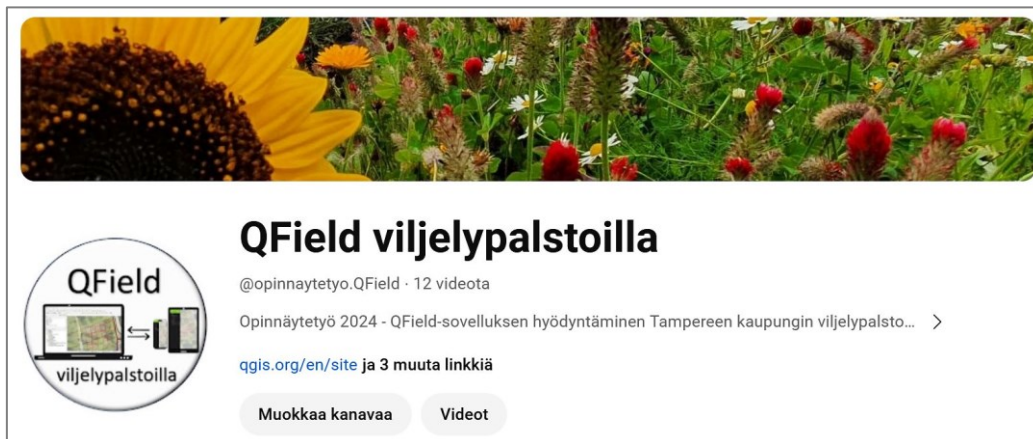 QField viljelypalstoilla
@opinnaytetyo.QField · 12 videota
Opinnäytetyö 2024 - QField-sovelluksen hyödyntäminen Tampereen kaupungin viljelypalsto...
qgis.org/en/site ja 3 muuta linkkiä
Muokkaa kanavaa
Videot
QField
viljelypalstoilla